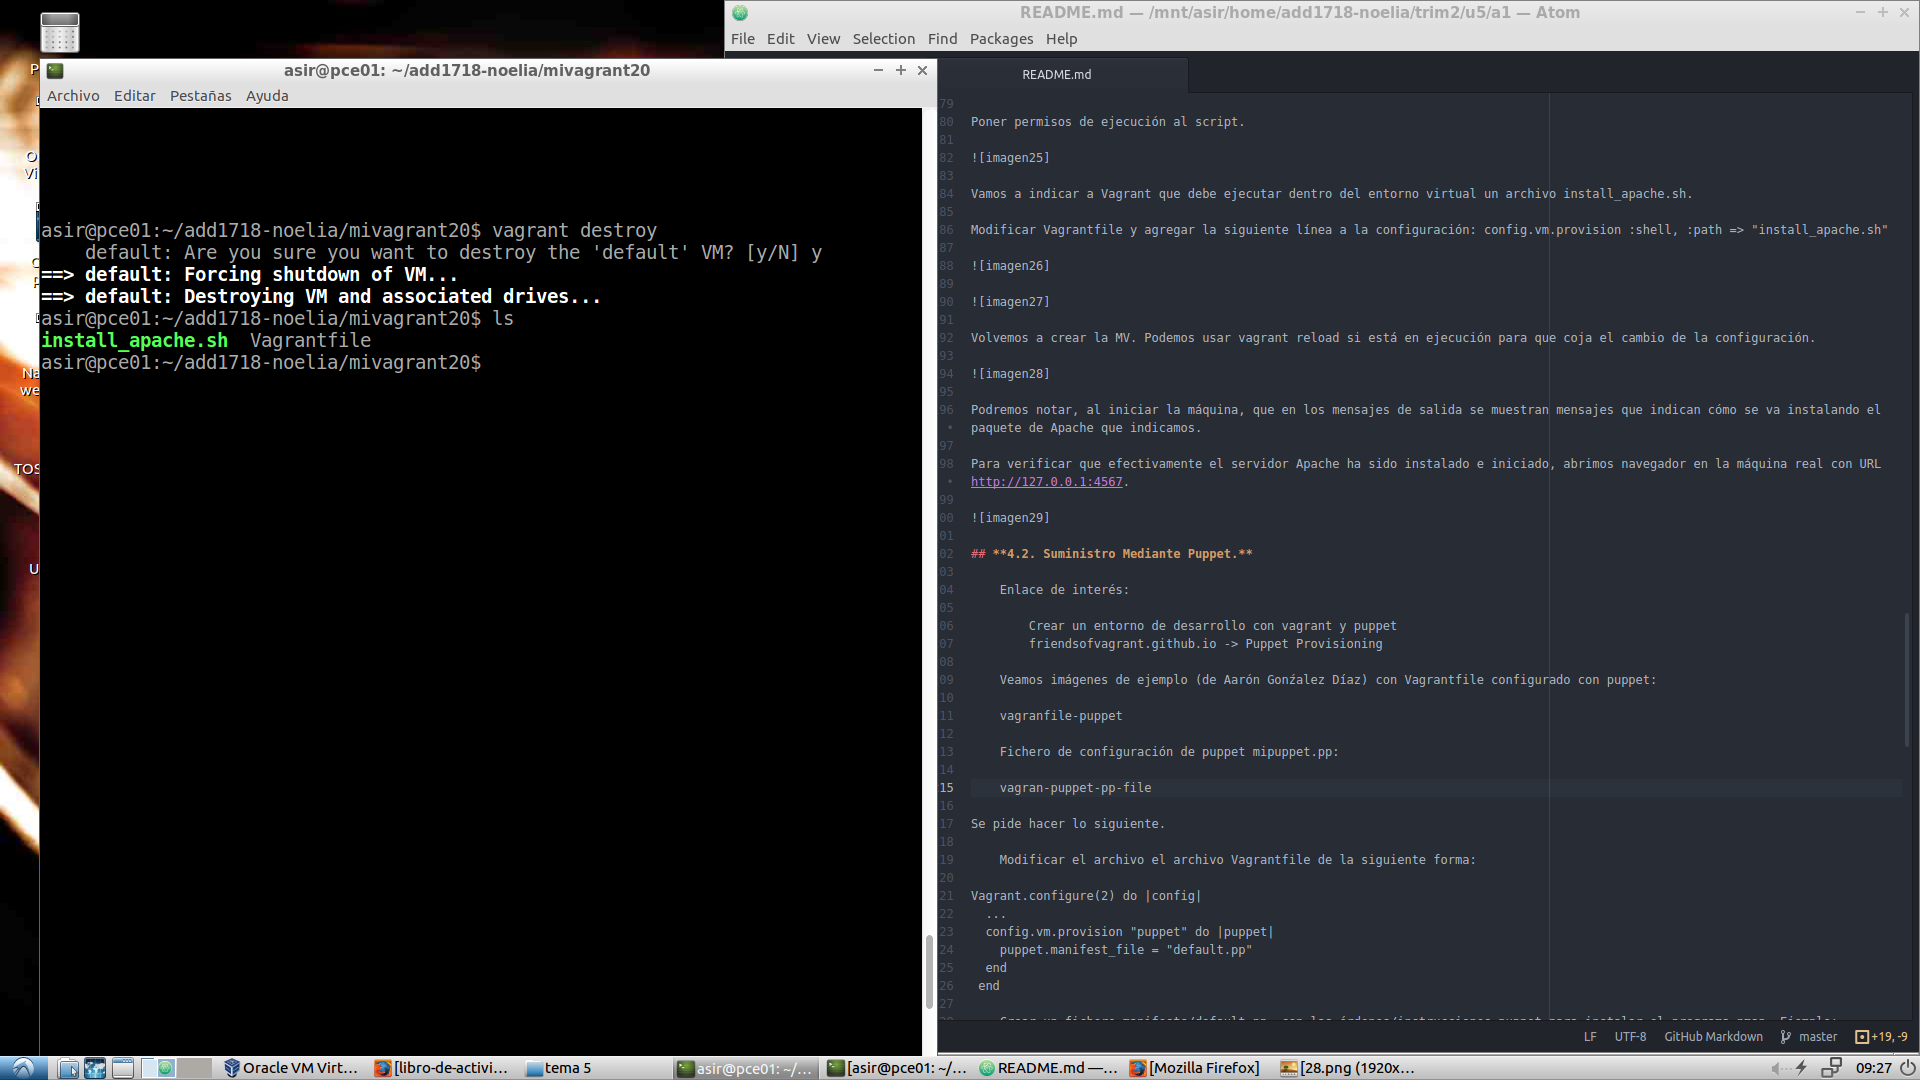 README.md — /mnt/asir/home/add1718-noelia/trim2/u5/a1 — Atom
File Edit View Selection Find Packages Help
asir@pce01: ~/add1718-noelia/mivagrant20
Archivo Editar Pestañas Ayuda
asir@pce01:~/add1718-noelia/mivagrant20$ vagrant destroy
default: Are you sure you want to destroy the 'default' VM? [y/N] y
==> default: Forcing shutdown of VM...
==> default: Destroying VM and associated drives...
asir@pce01:~/add1718-noelia/mivagrant20$ ls
install_apache.sh Vagrantfile
asir@pce01:~/add1718-noelia/mivagrant20$
README.md
79
80 Poner permisos de ejecución al script.
81
82 ![imagen25]
83
84 Vamos a indicar a Vagrant que debe ejecutar dentro del entorno virtual un archivo install_apache.sh.
85
86 Modificar Vagrantfile y agregar la siguiente línea a la configuración: config.vm.provision :shell, :path => "install_apache.sh"
87
88 ![imagen26]
89
90 ![imagen27]
91
92 Volvemos a crear la MV. Podemos usar vagrant reload si está en ejecución para que coja el cambio de la configuración.
93
94 ![imagen28]
95
96 Podremos notar, al iniciar la máquina, que en los mensajes de salida se muestran mensajes que indican cómo se va instalando el
• paquete de Apache que indicamos.
97
98 Para verificar que efectivamente el servidor Apache ha sido instalado e iniciado, abrimos navegador en la máquina real con URL
• http://127.0.0.1:4567.
99
00 ![imagen29]
01
02 ## **4.2. Suministro Mediante Puppet.**
03
04 Enlace de interés:
05
06 Crear un entorno de desarrollo con vagrant y puppet
07 friendsofvagrant.github.io -> Puppet Provisioning
08
09 Veamos imágenes de ejemplo (de Aarón Gonźalez Díaz) con Vagrantfile configurado con puppet:
10
11 vagranfile-puppet
12
13 Fichero de configuración de puppet mipuppet.pp:
14
15 vagran-puppet-pp-file
16
17 Se pide hacer lo siguiente.
18
19 Modificar el archivo el archivo Vagrantfile de la siguiente forma:
20
21 Vagrant.configure(2) do |config|
22 ...
23 config.vm.provision "puppet" do |puppet|
24 puppet.manifest_file = "default.pp"
25 end
26 end
27
LF UTF-8 GitHub Markdown master +19, -9
Oracle VM Virt... [libro-de-activi... tema 5 asir@pce01: ~/... [asir@pce01: ~/... README.md —... [Mozilla Firefox] [28.png (1920x... 09:27